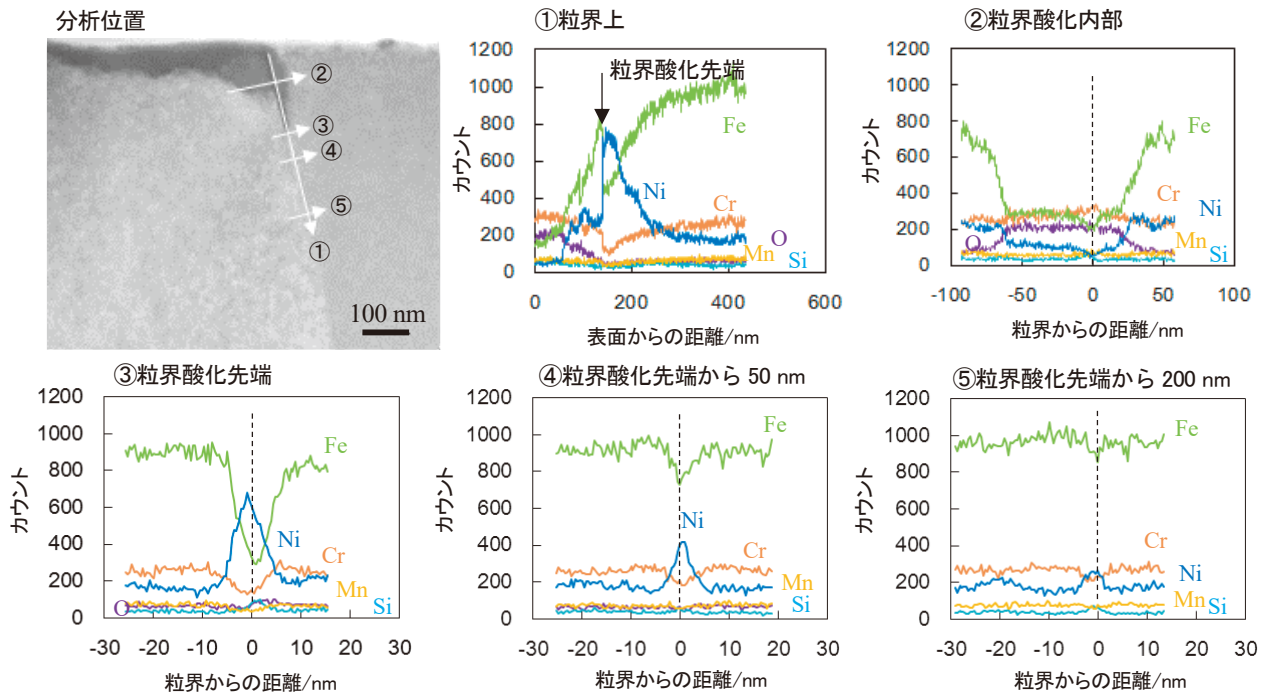 分析位置
②
③
④
⑤
①
100 nm
①粒界上
1200
1000
800
600
400
200
0
カウント
粒界酸化先端
Fe
Ni
Cr
O
Mn
Si
0 200 400 600
表面からの距離/nm
②粒界酸化内部
1200
1000
800
600
400
200
0
カウント
Fe
Ni
O
Mn
Si
Cr
-100 -50 0 50 100
粒界からの距離/nm
③粒界酸化先端
1200
1000
800
600
400
200
0
カウント
Fe
Ni
Cr
Mn
O
Si
-30 -20 -10 0 10 20 30
粒界からの距離/nm
④粒界酸化先端から 50 nm
1200
1000
800
600
400
200
0
カウント
Fe
Ni
Cr
Mn
Si
-30 -20 -10 0 10 20 30
粒界からの距離/nm
⑤粒界酸化先端から 200 nm
1200
1000
800
600
400
200
0
カウント
Fe
Cr
Ni
Mn
Si
-30 -20 -10 0 10 20 30
粒界からの距離/nm